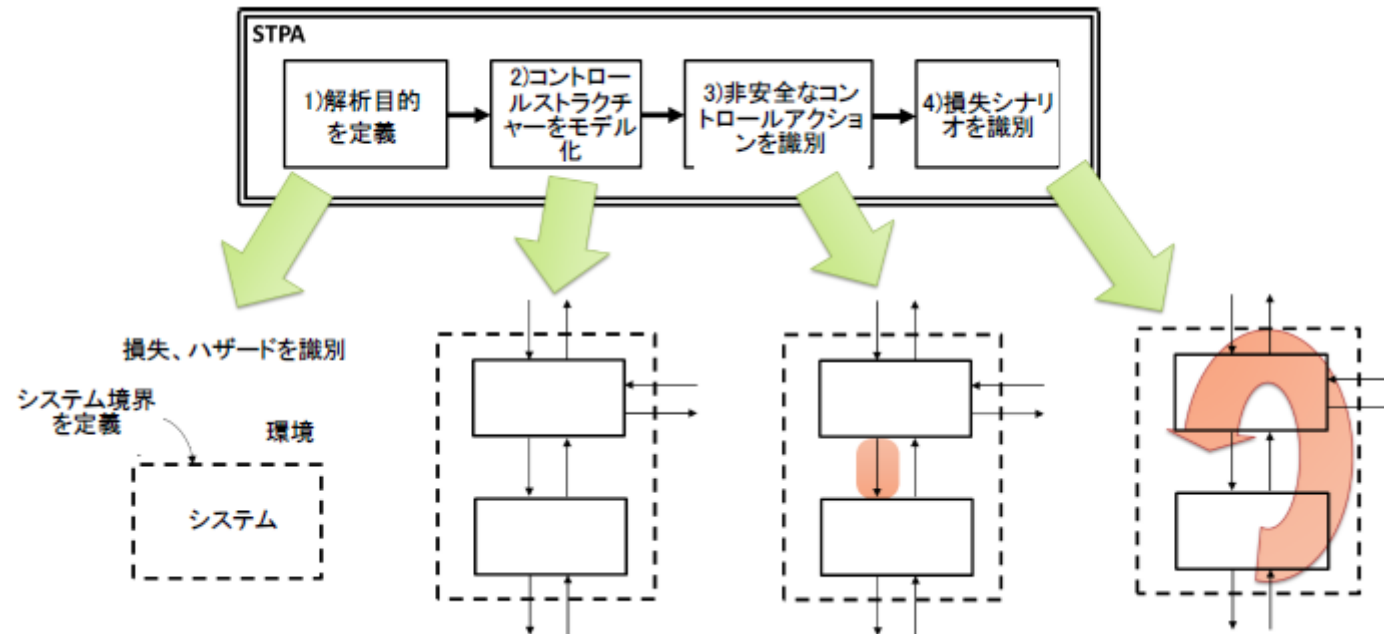 STPA
1)解析目的
を定義
2)コントロー
ルストラクチ
ャーをモデル
化
3)非安全なコン
トロールアクショ
ンを識別
4)損失シナリ
オを識別
損失、ハザードを識別
システム境界
を定義
環境
システム